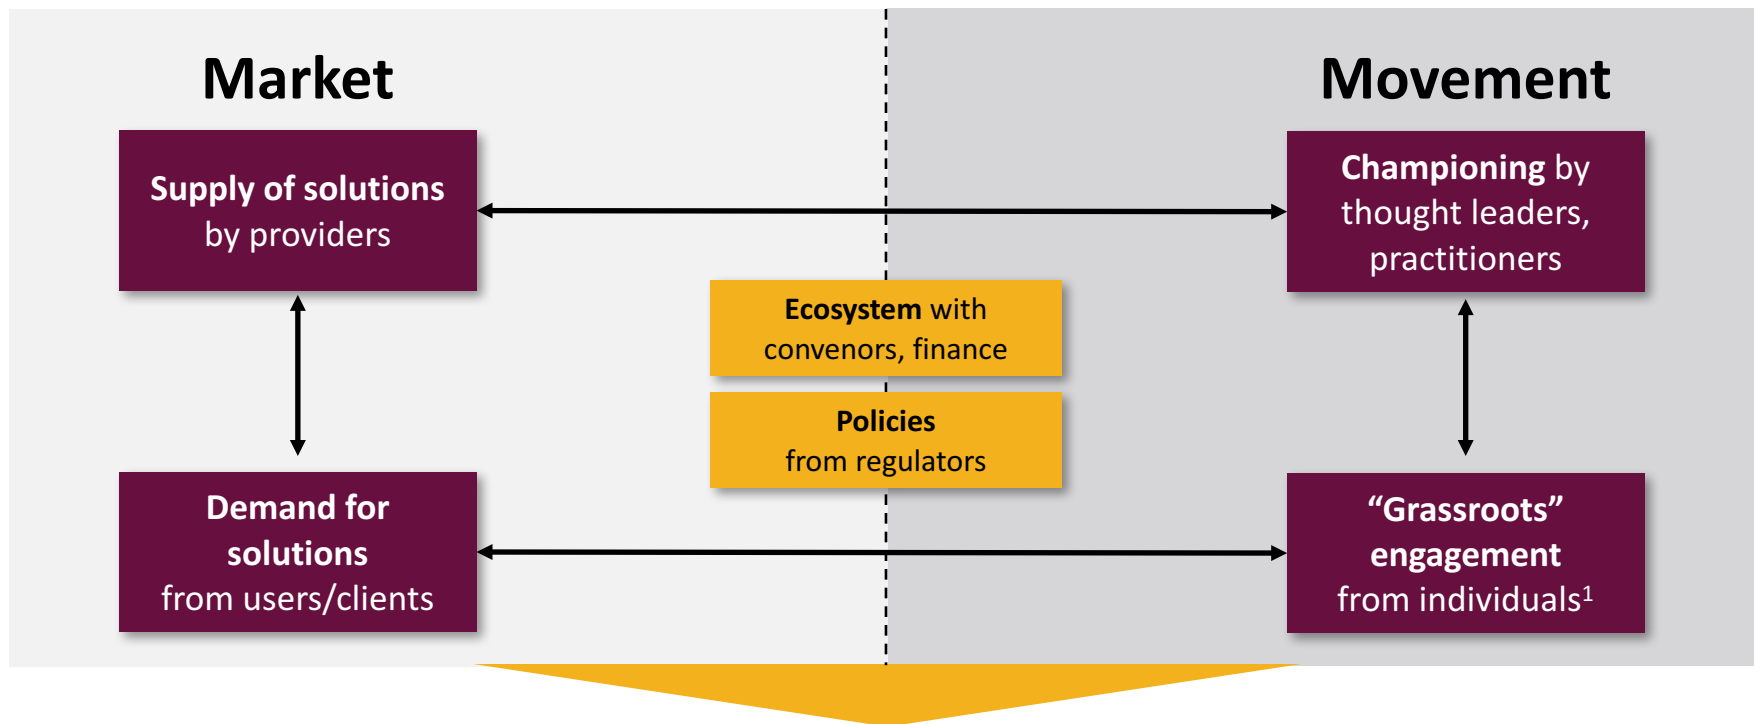 Market
Movement
Supply of solutions
by providers
Championing by
thought leaders,
practitioners
Ecosystem with
convenors, finance
Policies
from regulators
Demand for
solutions
from users/clients
“Grassroots”
engagement
from individuals¹